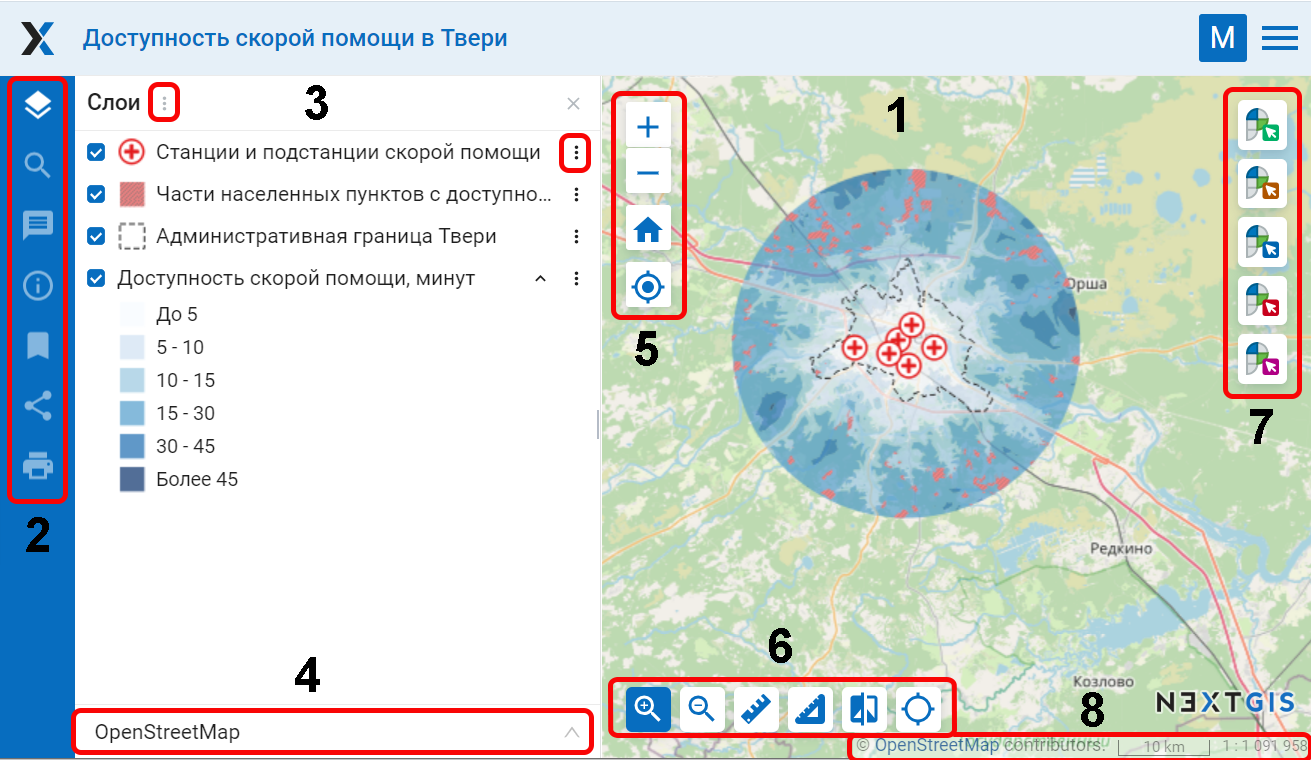 Доступность скорой помощи в Твери
M
Слои
3
1
Станции и подстанции скорой помощи
Части населенных пунктов с доступно...
Административная граница Твери
Доступность скорой помощи, минут
До 5
5 - 10
10 - 15
15 - 30
30 - 45
Более 45
2
5
Орша
7
Редкино
6
4
Козлово
8
NEXTGIS
OpenStreetMap
© OpenStreetMap contributors.
10 km
1 : 1 091 958